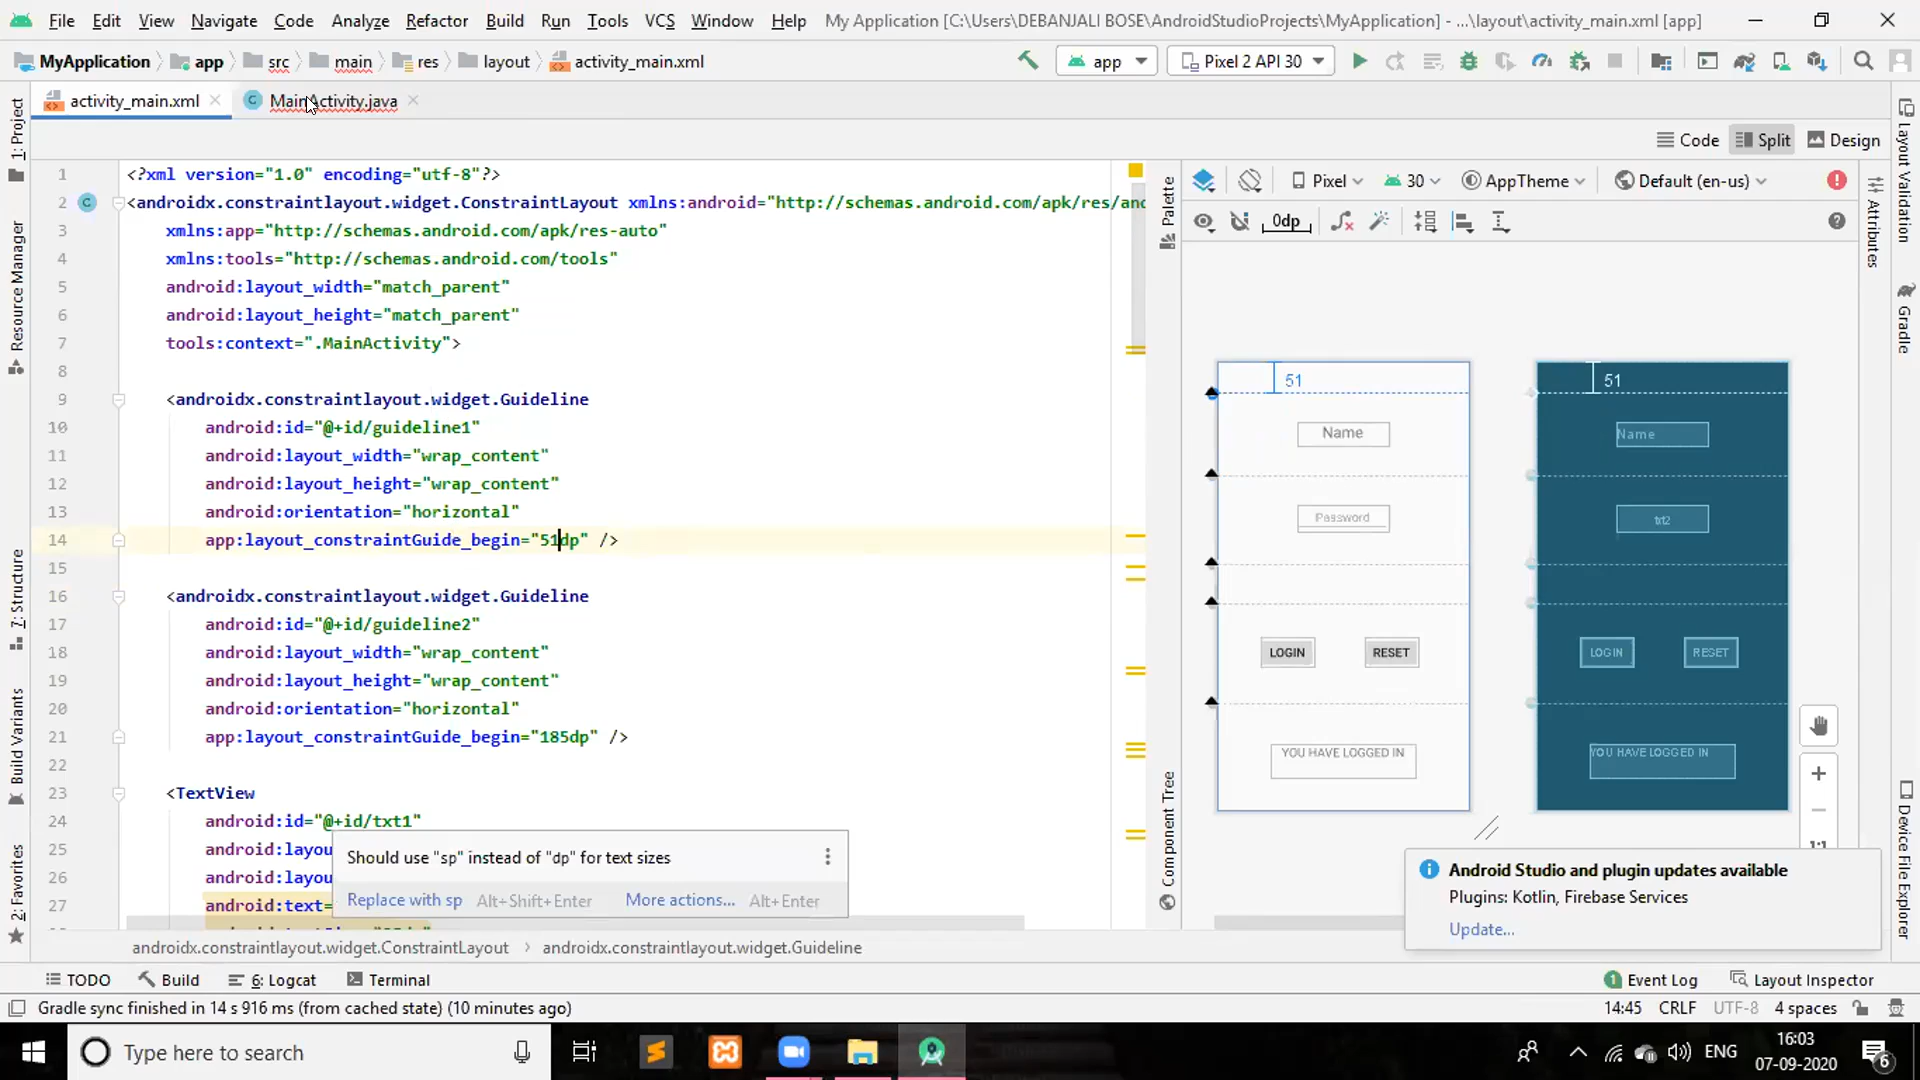 File Edit View Navigate Code Analyze Refactor Build Run Tools VCS Window Help My Application [C:\Users\DEBANJALI BOSE\AndroidStudioProjects\MyApplication] - ...\layout\activity_main.xml [app]
MyApplication app src main res layout activity_main.xml app Pixel 2 API 30
activity_main.xml MainActivity.java
Code Split Design
1: Project
Resource Manager
7: Structure
Build Variants
2: Favorites
1 <?xml version="1.0" encoding="utf-8"?>
2 <androidx.constraintlayout.widget.ConstraintLayout xmlns:android="http://schemas.android.com/apk/res/and
3 xmlns:app="http://schemas.android.com/apk/res-auto"
4 xmlns:tools="http://schemas.android.com/tools"
5 android:layout_width="match_parent"
6 android:layout_height="match_parent"
7 tools:context=".MainActivity">
8
9 <androidx.constraintlayout.widget.Guideline
10 android:id="@+id/guideline1"
11 android:layout_width="wrap_content"
12 android:layout_height="wrap_content"
13 android:orientation="horizontal"
14 app:layout_constraintGuide_begin="51dp" />
15
16 <androidx.constraintlayout.widget.Guideline
17 android:id="@+id/guideline2"
18 android:layout_width="wrap_content"
19 android:layout_height="wrap_content"
20 android:orientation="horizontal"
21 app:layout_constraintGuide_begin="185dp" />
22
23 <TextView
24 android:id="@+id/txt1"
25 android:layou
26 android:layou
27 android:text=
Should use "sp" instead of "dp" for text sizes
Replace with sp Alt+Shift+Enter More actions... Alt+Enter
androidx.constraintlayout.widget.ConstraintLayout androidx.constraintlayout.widget.Guideline
Palette
Component Tree
Pixel 30 AppTheme Default (en-us)
0dp
51
Name
Password
LOGIN RESET
YOU HAVE LOGGED IN
51
Name
txt2
LOGIN RESET
YOU HAVE LOGGED IN
1:1
Attributes
Layout Validation
Gradle
Device File Explorer
Android Studio and plugin updates available
Plugins: Kotlin, Firebase Services
Update...
TODO Build 6: Logcat Terminal 1 Event Log Layout Inspector
Gradle sync finished in 14 s 916 ms (from cached state) (10 minutes ago) 14:45 CRLF UTF-8 4 spaces
Type here to search
ENG
16:03
07-09-2020
6